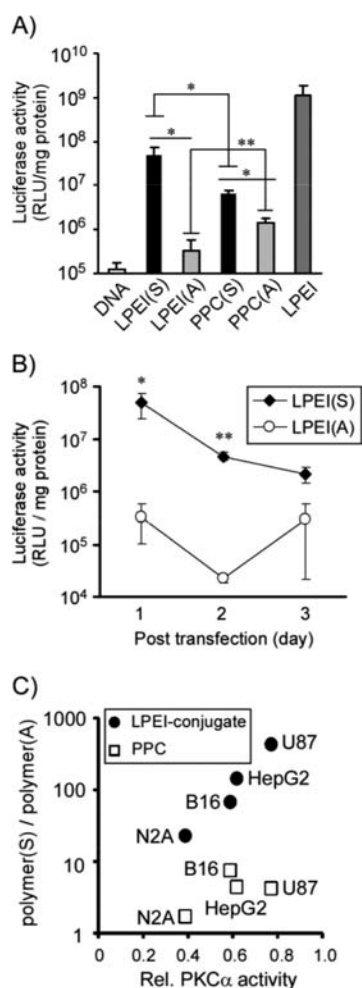 A)
Luciferase activity
(RLU/mg protein)
10^10
10^9
10^8
10^7
10^6
10^5
*
*
**
*
DNA
LPEI(S)
LPEI(A)
PPC(S)
PPC(A)
LPEI
B)
Luciferase activity
(RLU / mg protein)
10^8
10^7
10^6
10^5
10^4
*
**
LPEI(S)
LPEI(A)
1 2 3
Post transfection (day)
C)
polymer(S) / polymer(A)
1000
100
10
1
LPEI-conjugate
PPC
U87
HepG2
B16
N2A
B16
U87
HepG2
N2A
0 0.2 0.4 0.6 0.8 1.0
Rel. PKCα activity